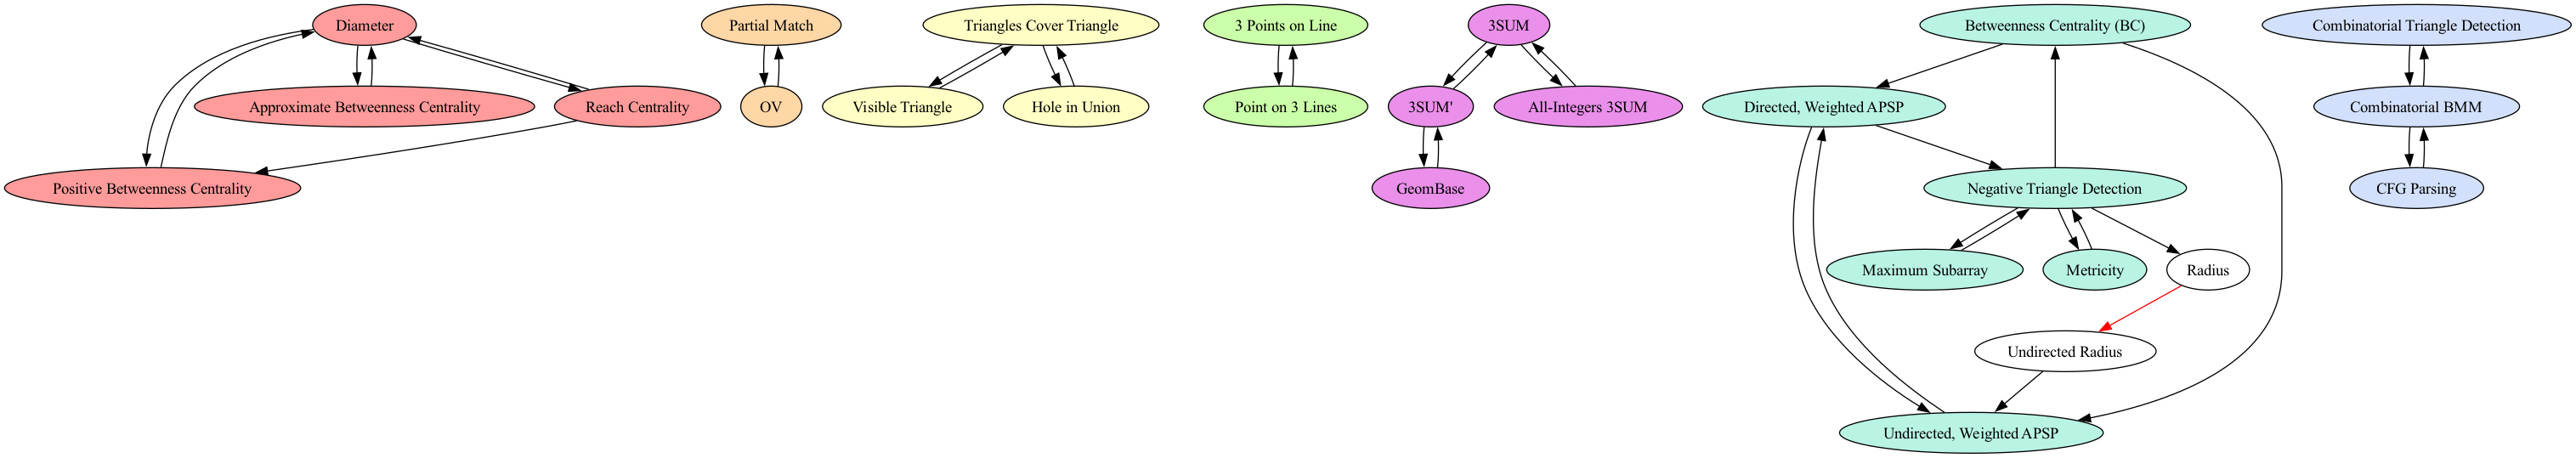 Diameter
Partial Match
Triangles Cover Triangle
3 Points on Line
3SUM
Betweenness Centrality (BC)
Combinatorial Triangle Detection
Approximate Betweenness Centrality
Reach Centrality
OV
Visible Triangle
Hole in Union
Point on 3 Lines
3SUM'
All-Integers 3SUM
Directed, Weighted APSP
Combinatorial BMM
Positive Betweenness Centrality
GeomBase
Negative Triangle Detection
CFG Parsing
Maximum Subarray
Metricity
Radius
Undirected Radius
Undirected, Weighted APSP